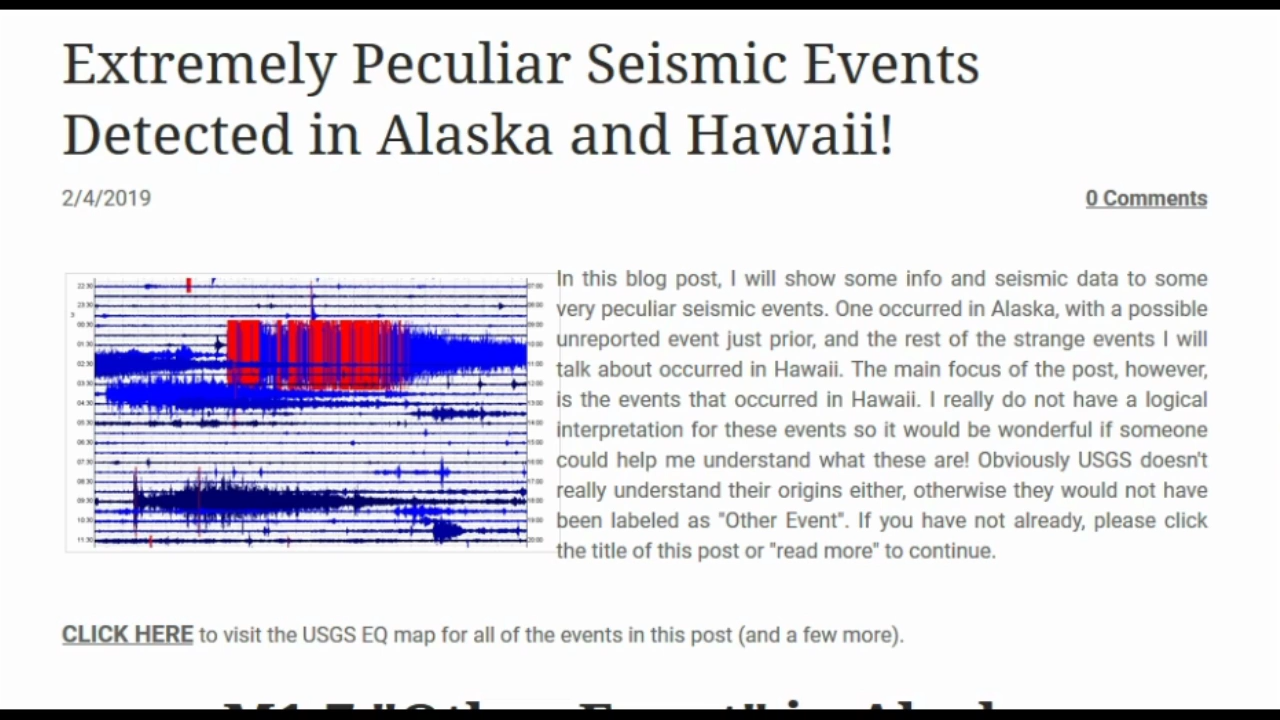 Extremely Peculiar Seismic Events
Detected in Alaska and Hawaii!
2/4/2019
0 Comments
In this blog post, I will show some info and seismic data to some
very peculiar seismic events. One occurred in Alaska, with a possible
unreported event just prior, and the rest of the strange events I will
talk about occurred in Hawaii. The main focus of the post, however,
is the events that occurred in Hawaii. I really do not have a logical
interpretation for these events so it would be wonderful if someone
could help me understand what these are! Obviously USGS doesn't
really understand their origins either, otherwise they would not have
been labeled as "Other Event". If you have not already, please click
the title of this post or "read more" to continue.
CLICK HERE to visit the USGS EQ map for all of the events in this post (and a few more).